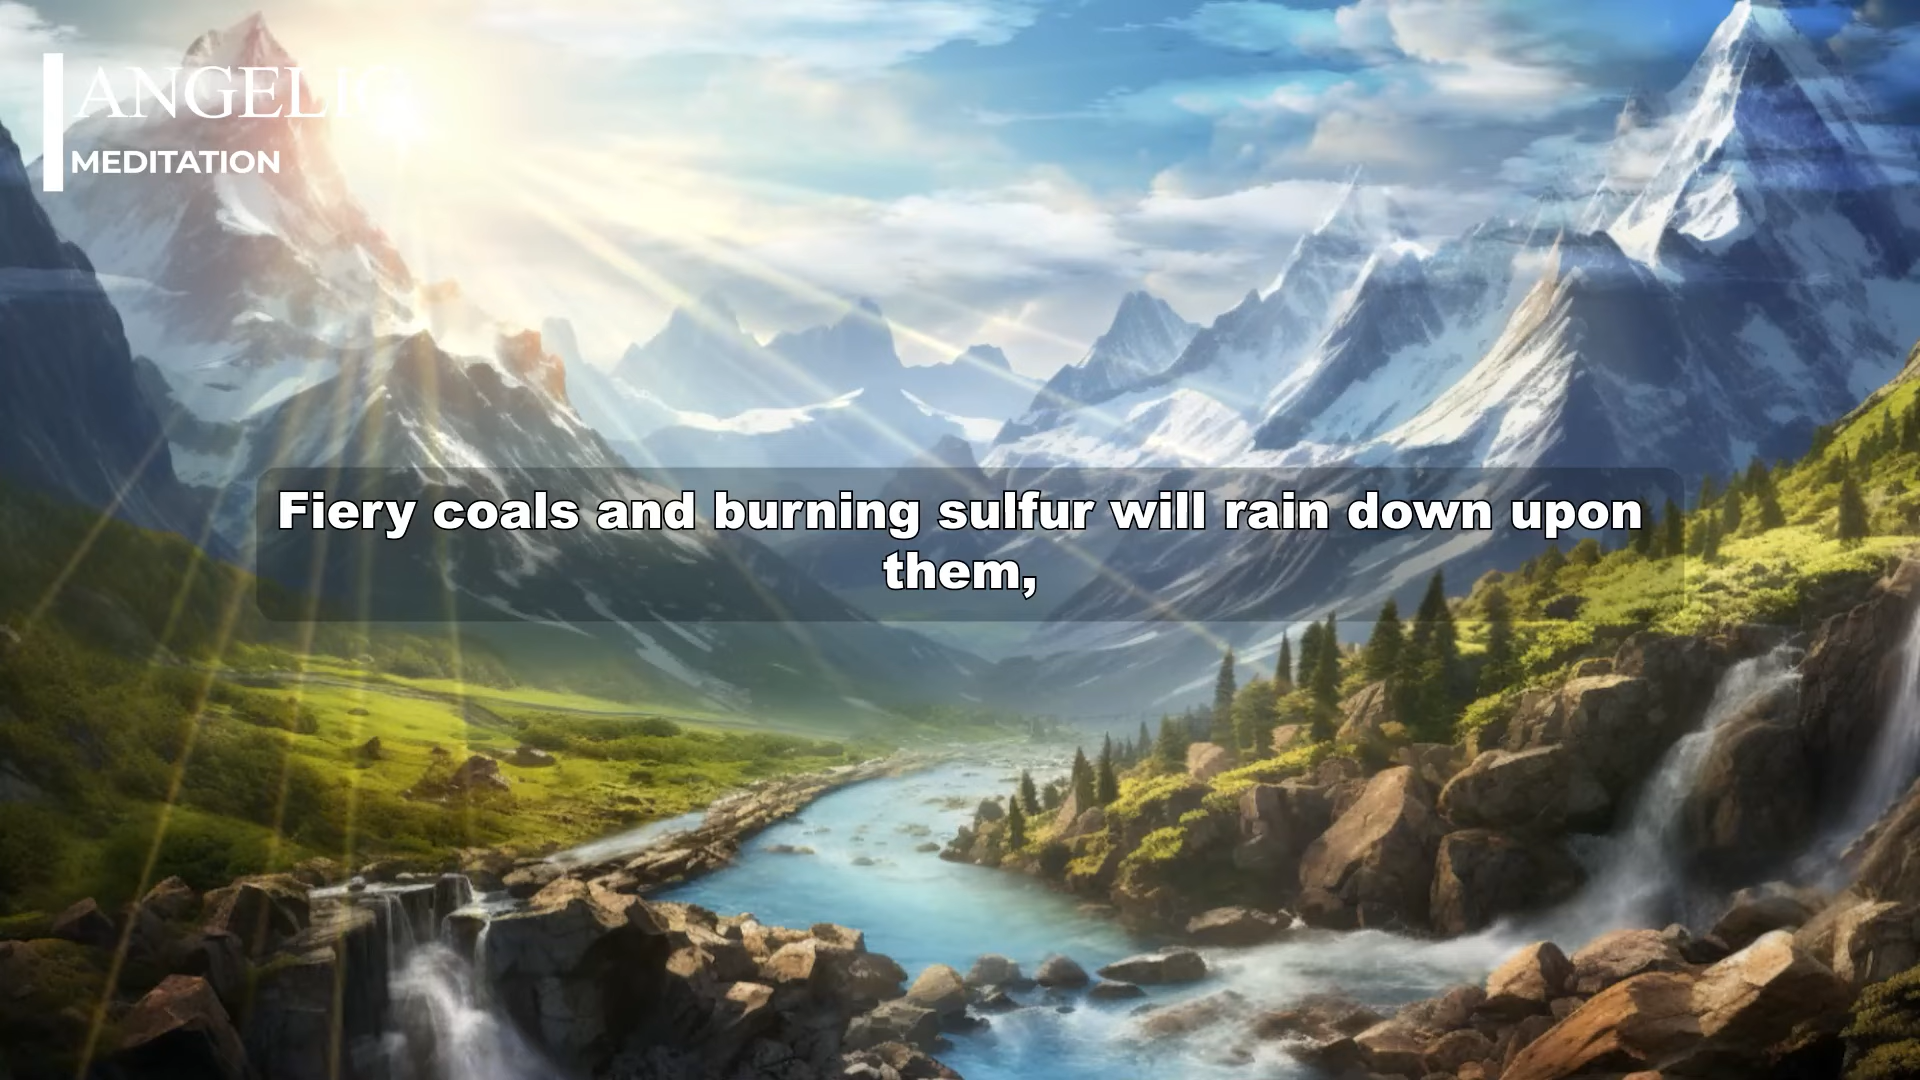 ANGELIC
MEDITATION
Fiery coals and burning sulfur will rain down upon
them,